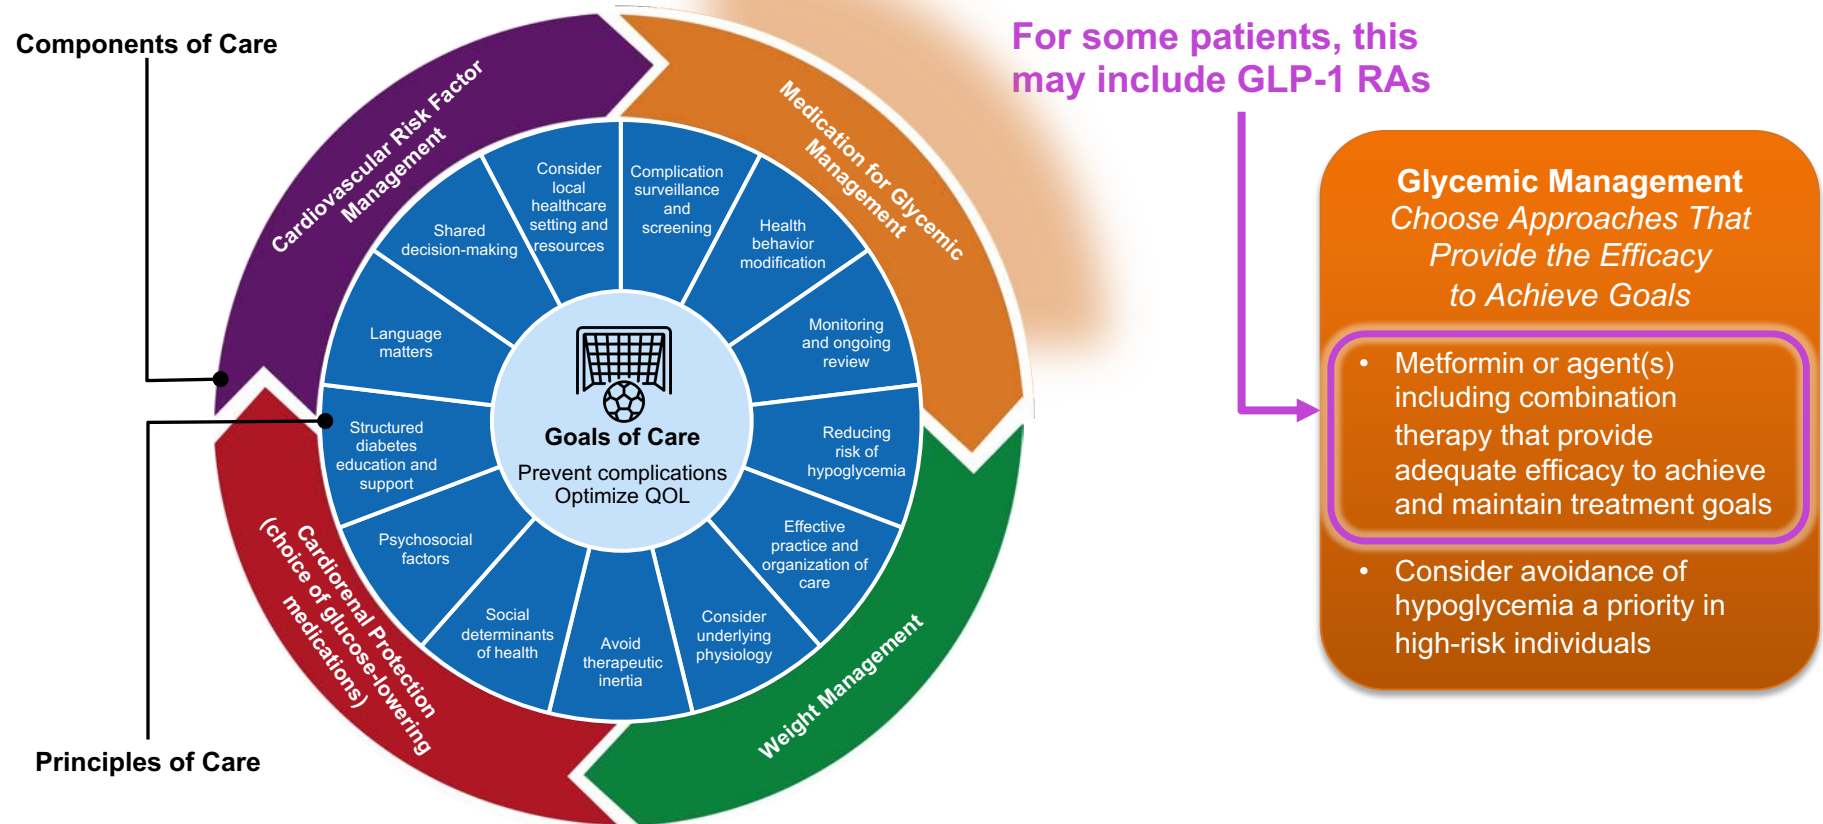 Components of Care
For some patients, this
may include GLP-1 RAs
Cardiovascular Risk Factor
Management
Medication for Glycemic
Management
Weight Management
Cardiorenal Protection
(choice of glucose-lowering
medications)
Consider
local
healthcare
setting and
resources
Complication
surveillance
and
screening
Health
behavior
modification
Monitoring
and ongoing
review
Reducing
risk of
hypoglycemia
Effective
practice and
organization of
care
Consider
underlying
physiology
Avoid
therapeutic
inertia
Social
determinants
of health
Psychosocial
factors
Structured
diabetes
education and
support
Language
matters
Shared
decision-making
Goals of Care
Prevent complications
Optimize QOL
Principles of Care
Glycemic Management
Choose Approaches That
Provide the Efficacy
to Achieve Goals
• Metformin or agent(s)
including combination
therapy that provide
adequate efficacy to achieve
and maintain treatment goals
• Consider avoidance of
hypoglycemia a priority in
high-risk individuals